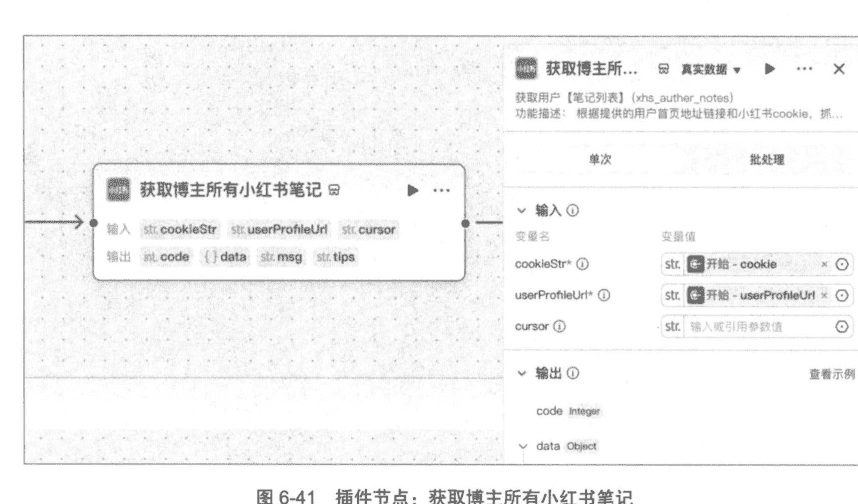 获取博主所有小红书笔记
输入 str.cookieStr str.userProfileUrl str.cursor
输出 int.code {}data str.msg str.tips
获取博主所... 真实数据
获取用户【笔记列表】(xhs_auther_notes)
功能描述： 根据提供的用户首页地址链接和小红书cookie，抓...
单次 批处理
输入
变量名 变量值
cookieStr* str. 开始 - cookie ×
userProfileUrl* str. 开始 - userProfileUrl ×
cursor str. 输入或引用参数值
输出 查看示例
code Integer
data Object
图 6-41 插件节点：获取博主所有小红书笔记